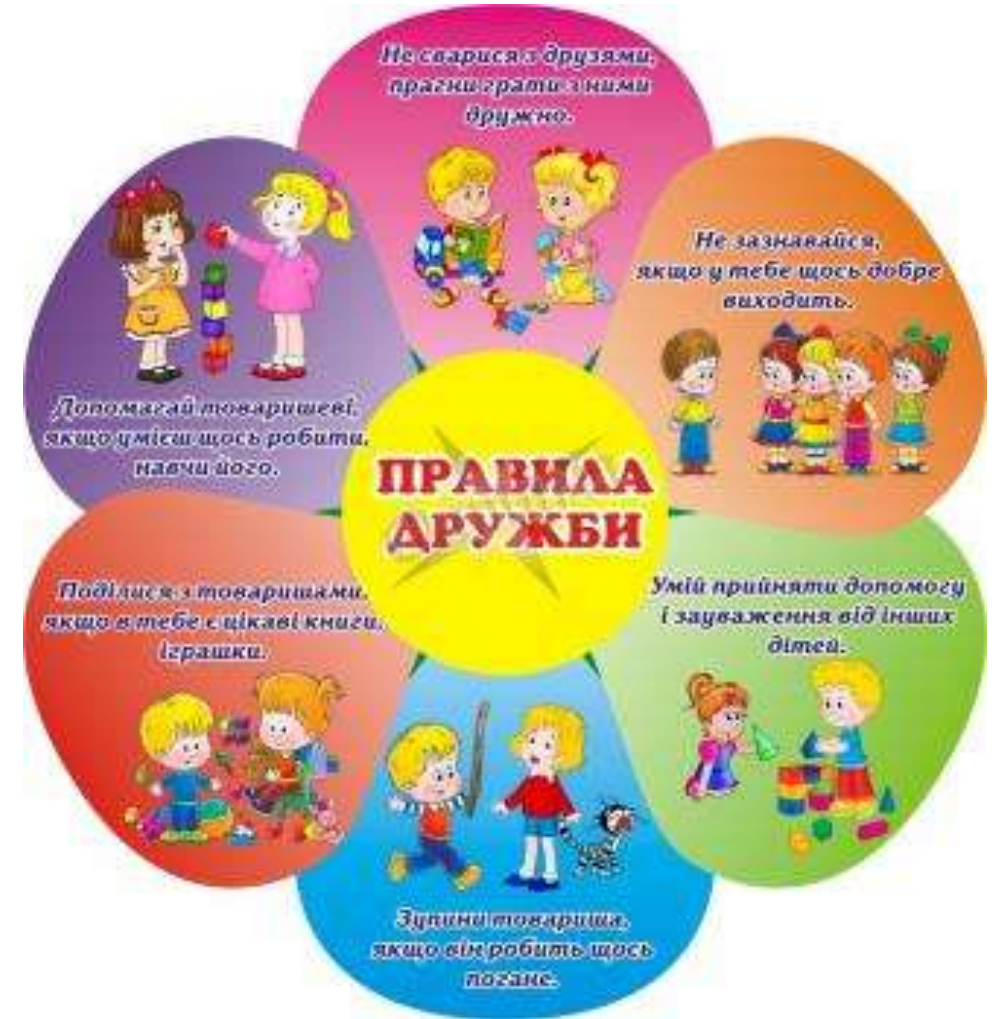 ПРАВИЛА
ДРУЖБИ
Не сварися з друзями,
прагни грати з ними
дружно.
Не зазнавайся,
якщо у тебе щось добре
виходить.
Умій прийняти допомогу
і зауваження від інших
дітей.
Зупини товариша,
якщо він робить щось
погане.
Поділися з товаришами,
якщо в тебе є цікаві книги,
іграшки.
Допомагай товаришеві,
якщо умієш щось робити,
навчи його.